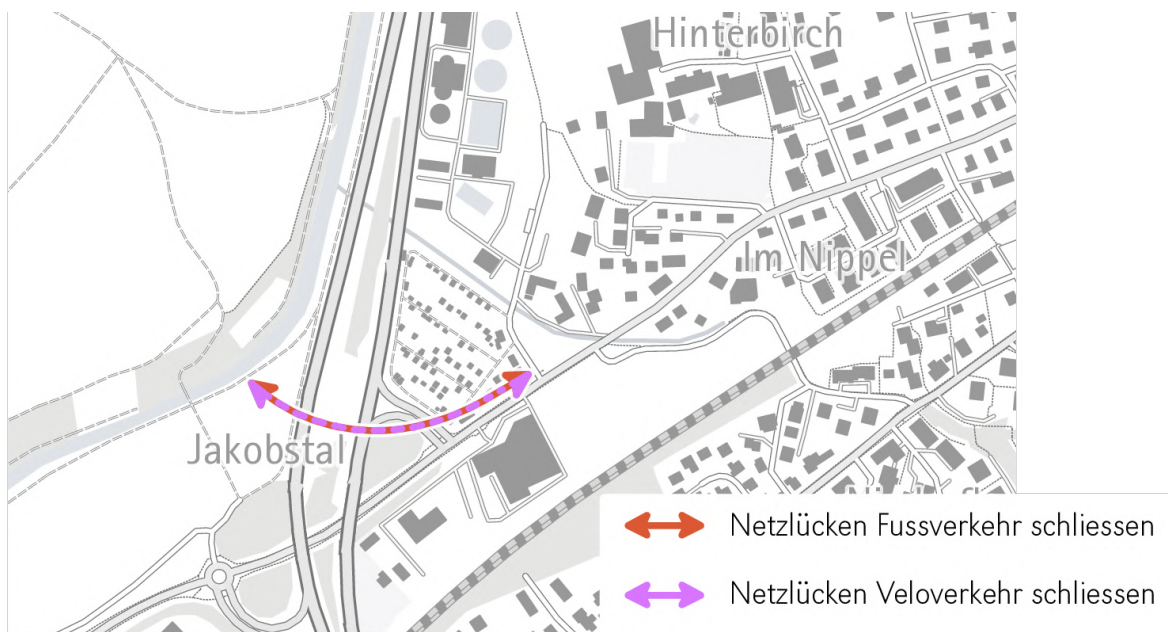 Hinterbirch
Im Nippel
Jakobstal
Netzlücken Fussverkehr schliessen
Netzlücken Veloverkehr schliessen